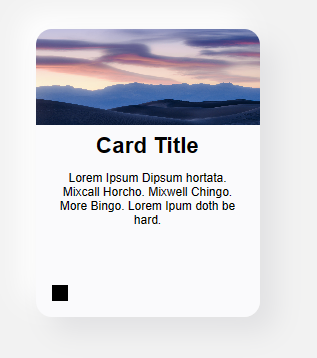 Card Title
Lorem Ipsum Dipsum hortata.
Mixcall Horcho. Mixwell Chingo.
More Bingo. Lorem Ipum doth be
hard.